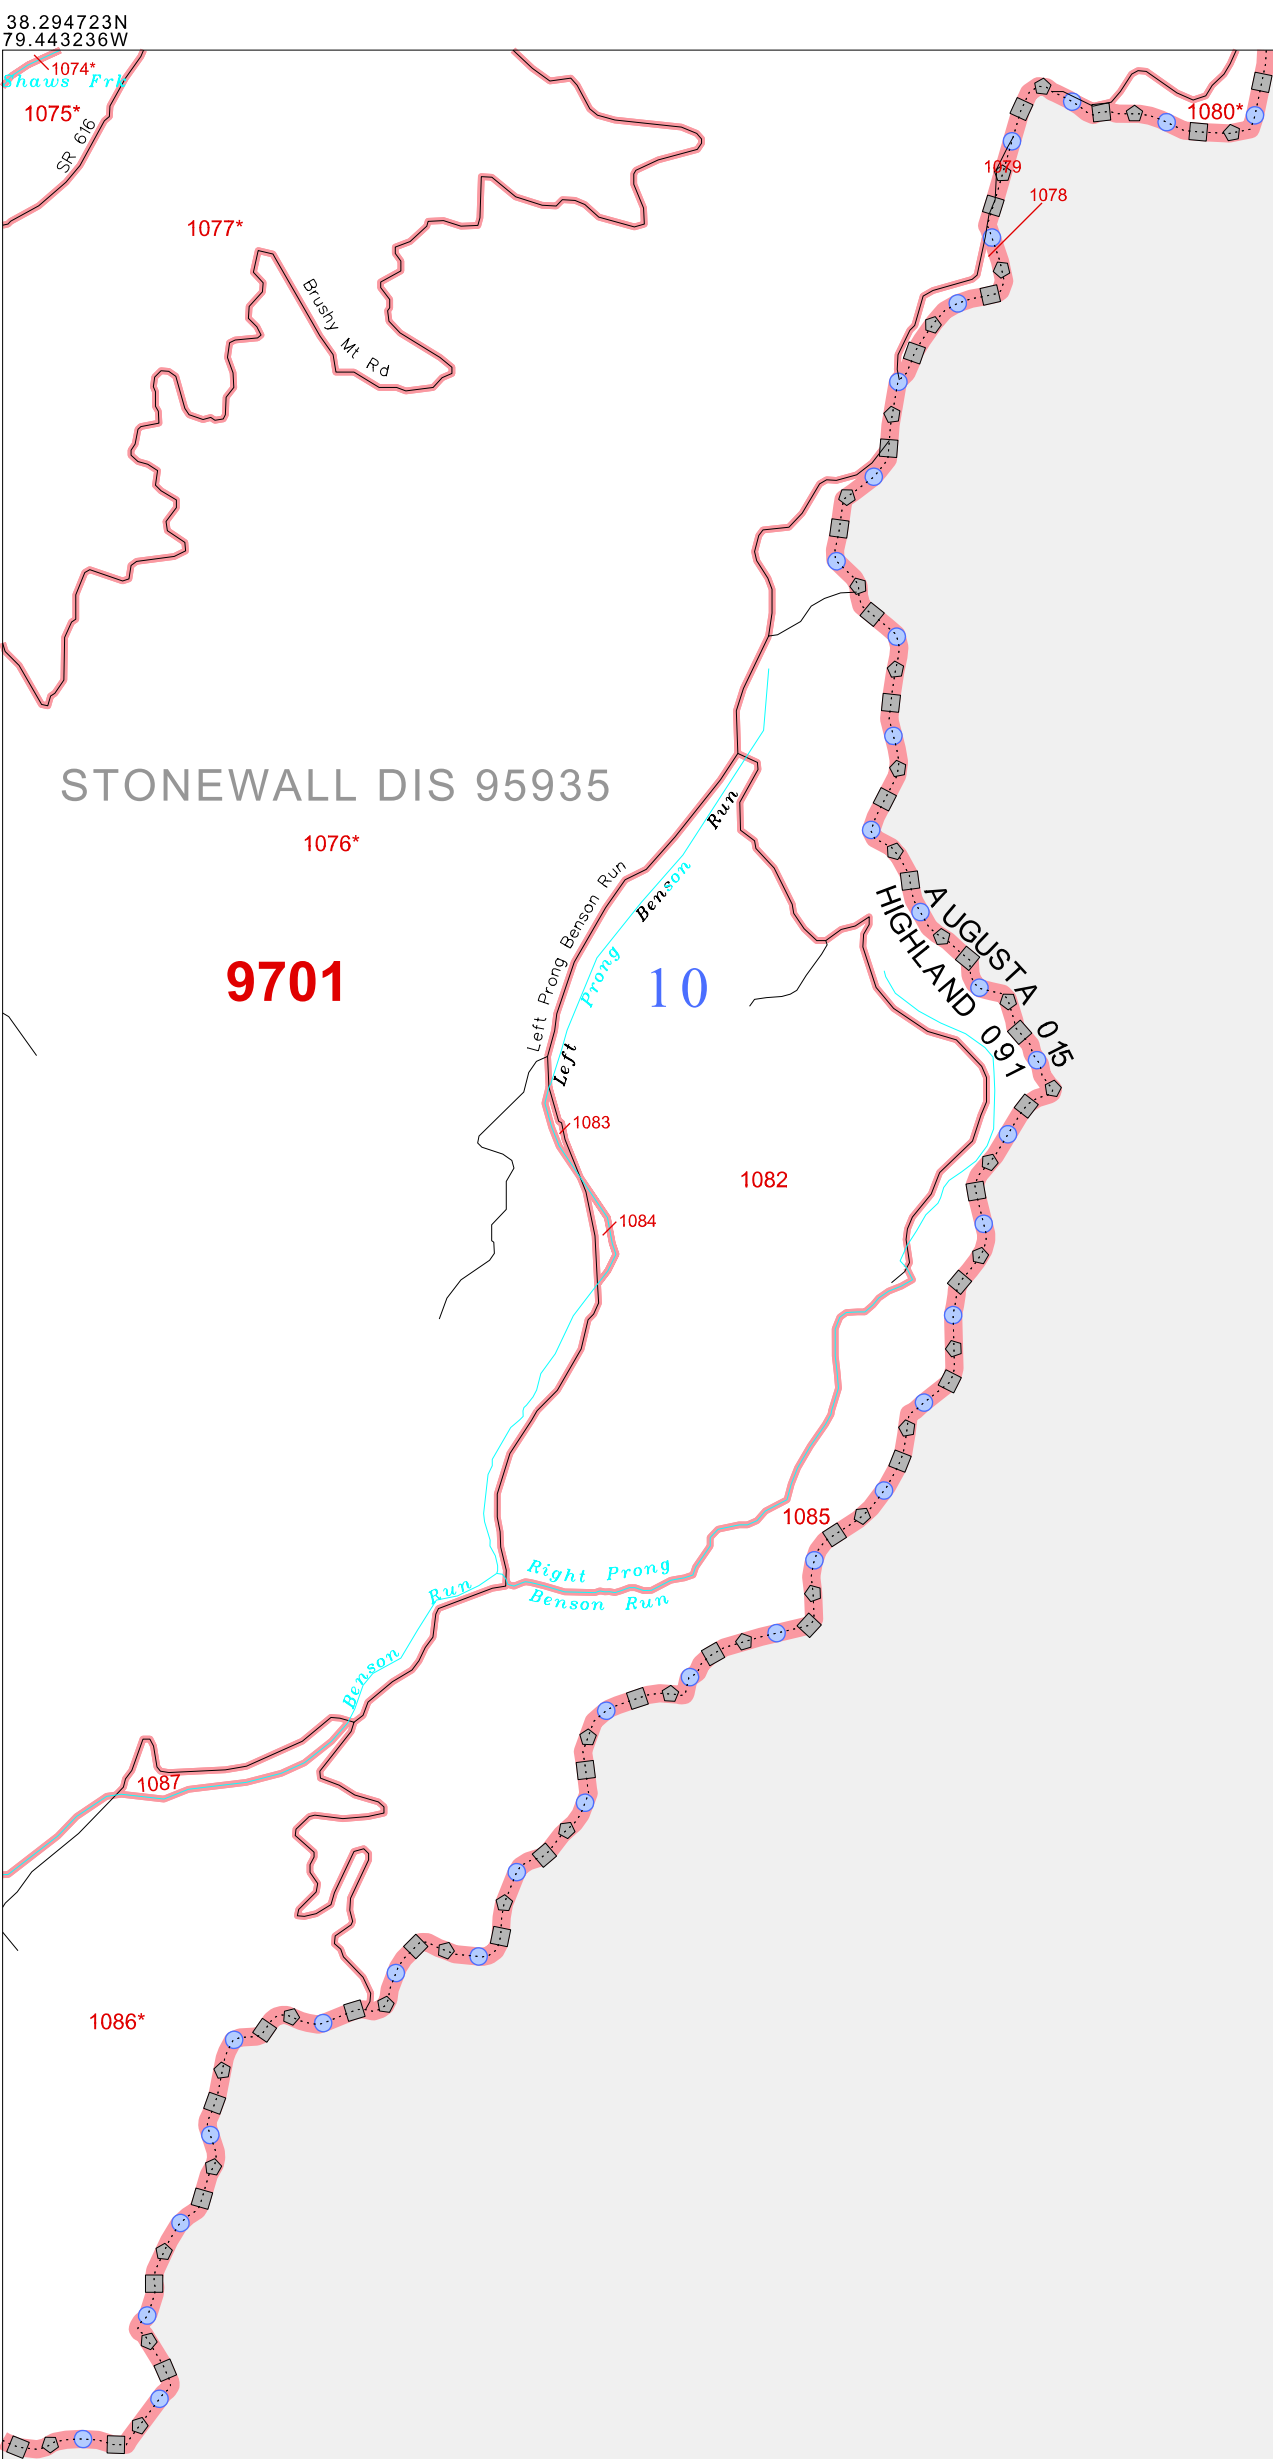 38.294723N
79.443236W
1074*
Shaws Frk
1075*
SR 616
1080*
1079
1078
1077*
Brushy Mt Rd
STONEWALL DIS 95935
1076*
Left Prong Benson Run
Left Prong Benson Run
9701
10
AUGUSTA 015
HIGHLAND 091
1083
1082
1084
1085
Right Prong
Benson Run
Benson Run
1087
1086*